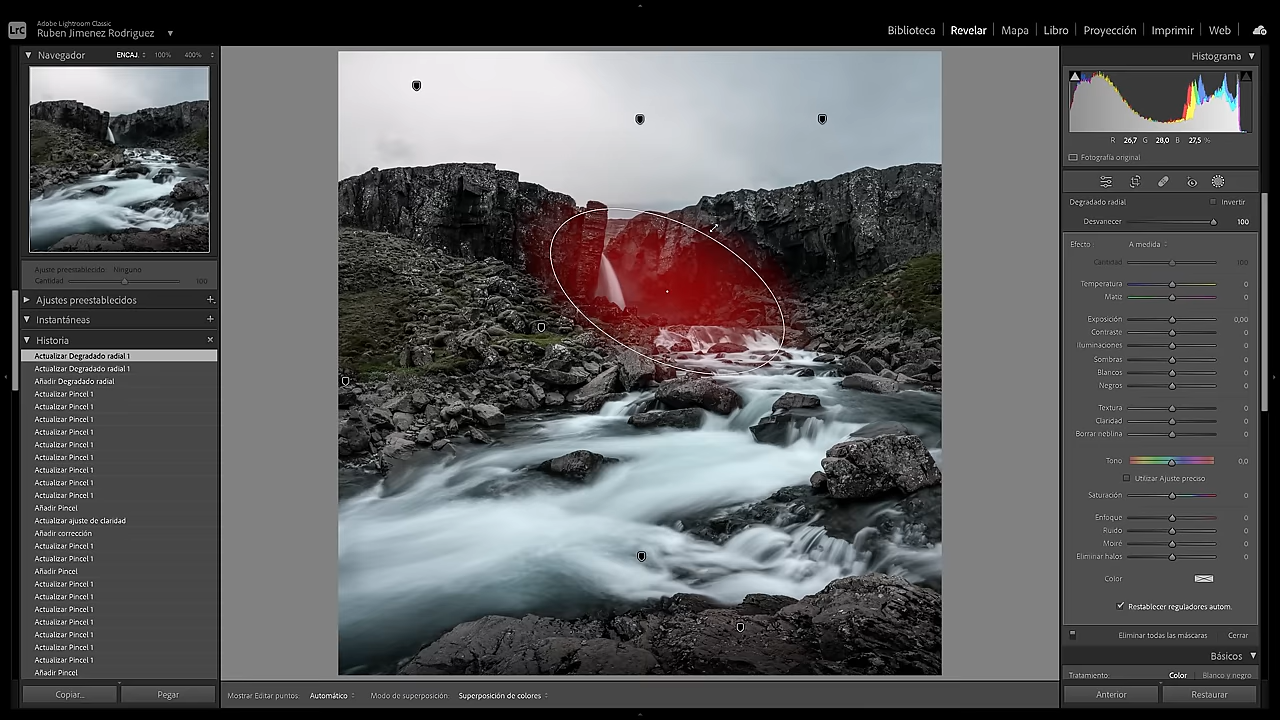 LrC
Adobe Lightroom Classic
Ruben Jimenez Rodriguez
Biblioteca | Revelar | Mapa | Libro | Proyección | Imprimir | Web
Navegador ENCAJ. 100% 400%
Ajuste preestablecido: Ninguno
Cantidad 100
Ajustes preestablecidos
Instantáneas
Historia
Actualizar Degradado radial 1
Actualizar Degradado radial 1
Añadir Degradado radial
Actualizar Pincel 1
Actualizar Pincel 1
Actualizar Pincel 1
Actualizar Pincel 1
Actualizar Pincel 1
Actualizar Pincel 1
Actualizar Pincel 1
Actualizar Pincel 1
Actualizar Pincel 1
Añadir Pincel
Actualizar ajuste de claridad
Añadir corrección
Actualizar Pincel 1
Actualizar Pincel 1
Añadir Pincel
Actualizar Pincel 1
Actualizar Pincel 1
Actualizar Pincel 1
Actualizar Pincel 1
Actualizar Pincel 1
Actualizar Pincel 1
Actualizar Pincel 1
Añadir Pincel
Copiar... Pegar
Mostrar Editar puntos: Automático Modo de superposición: Superposición de colores
Histograma
R 26,7 G 28,0 B 27,5 %
Fotografía original
Degradado radial Invertir
Desvanecer 100
Efecto: A medida
Cantidad 100
Temperatura 0
Matiz 0
Exposición 0,00
Contraste 0
Iluminaciones 0
Sombras 0
Blancos 0
Negros 0
Textura 0
Claridad 0
Borrar neblina 0
Tono 0,0
Utilizar Ajuste preciso
Saturación 0
Enfoque 0
Ruido 0
Moiré 0
Eliminar halos 0
Color
Restablecer reguladores autom.
Eliminar todas las máscaras Cerrar
Básicos
Tratamiento: Color Blanco y negro
Anterior Restaurar